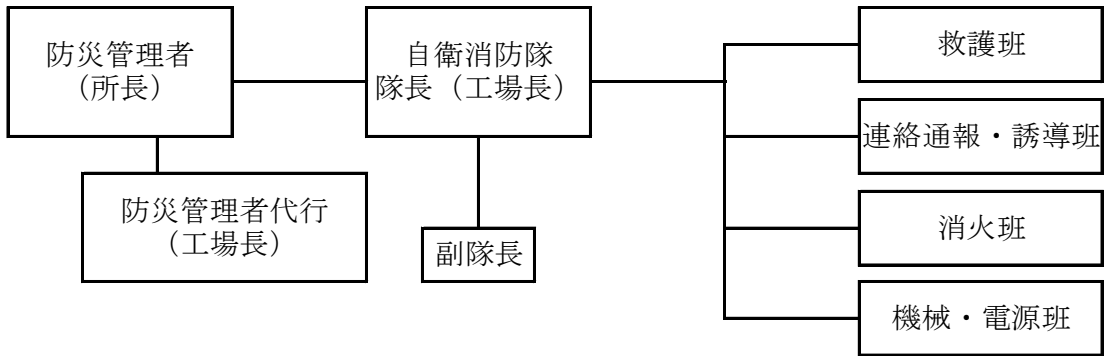 防災管理者
（所長）
防災管理者代行
（工場長）
自衛消防隊
隊長（工場長）
副隊長
救護班
連絡通報・誘導班
消火班
機械・電源班